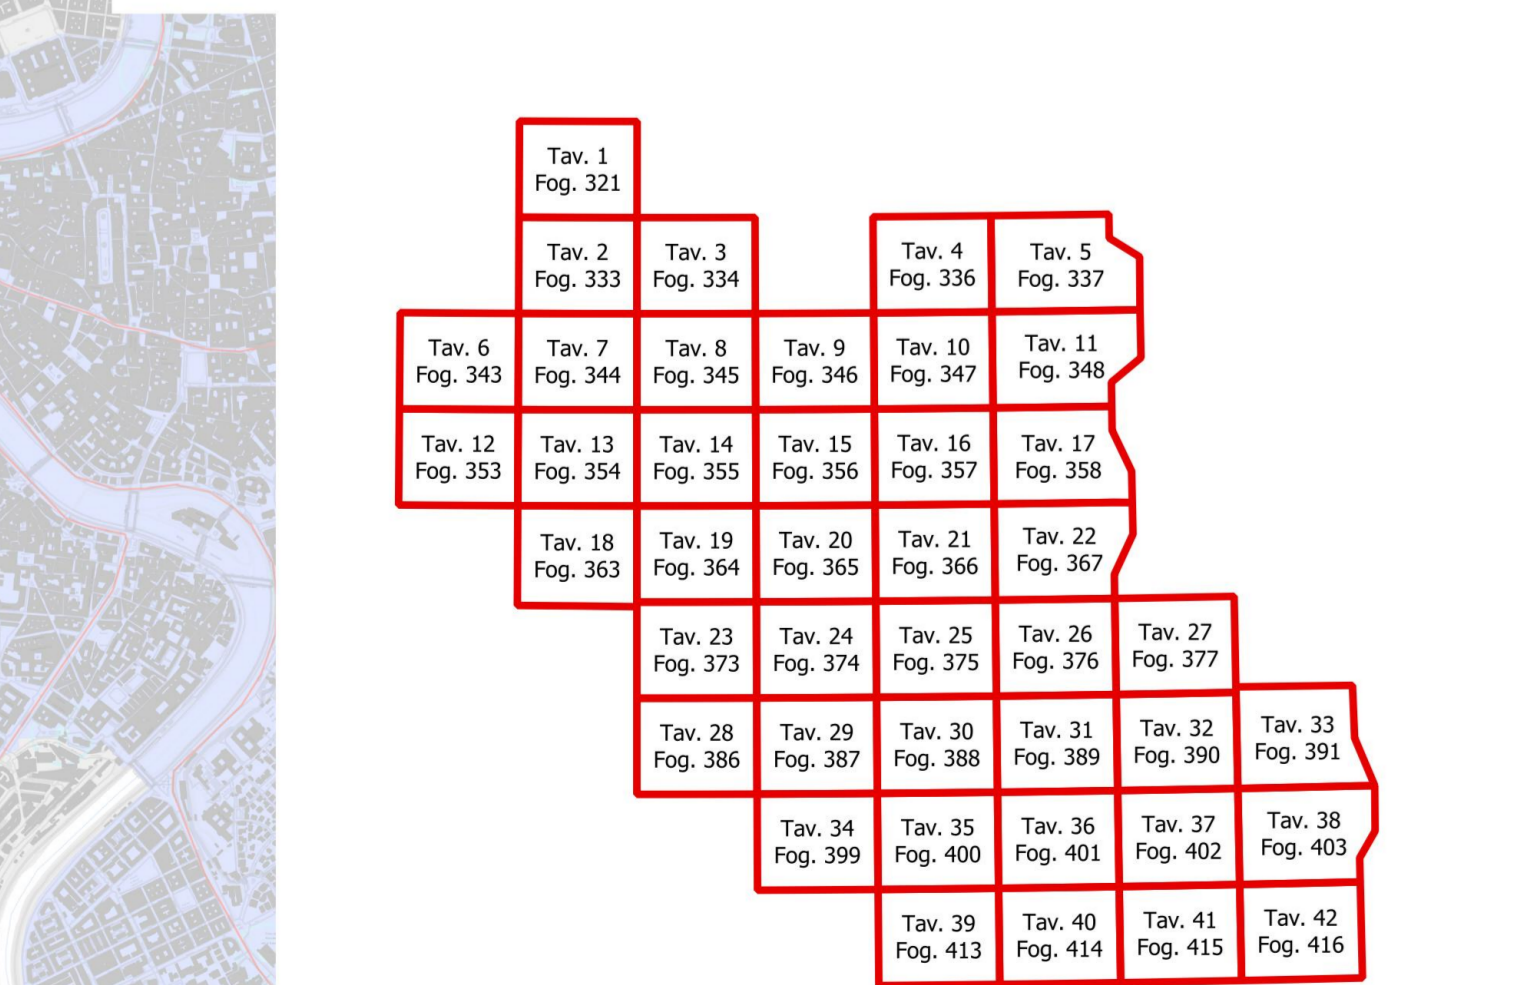 Tav. 1
Fog. 321
Tav. 2
Fog. 333
Tav. 3
Fog. 334
Tav. 4
Fog. 336
Tav. 5
Fog. 337
Tav. 6
Fog. 343
Tav. 7
Fog. 344
Tav. 8
Fog. 345
Tav. 9
Fog. 346
Tav. 10
Fog. 347
Tav. 11
Fog. 348
Tav. 12
Fog. 353
Tav. 13
Fog. 354
Tav. 14
Fog. 355
Tav. 15
Fog. 356
Tav. 16
Fog. 357
Tav. 17
Fog. 358
Tav. 18
Fog. 363
Tav. 19
Fog. 364
Tav. 20
Fog. 365
Tav. 21
Fog. 366
Tav. 22
Fog. 367
Tav. 23
Fog. 373
Tav. 24
Fog. 374
Tav. 25
Fog. 375
Tav. 26
Fog. 376
Tav. 27
Fog. 377
Tav. 28
Fog. 386
Tav. 29
Fog. 387
Tav. 30
Fog. 388
Tav. 31
Fog. 389
Tav. 32
Fog. 390
Tav. 33
Fog. 391
Tav. 34
Fog. 399
Tav. 35
Fog. 400
Tav. 36
Fog. 401
Tav. 37
Fog. 402
Tav. 38
Fog. 403
Tav. 39
Fog. 413
Tav. 40
Fog. 414
Tav. 41
Fog. 415
Tav. 42
Fog. 416